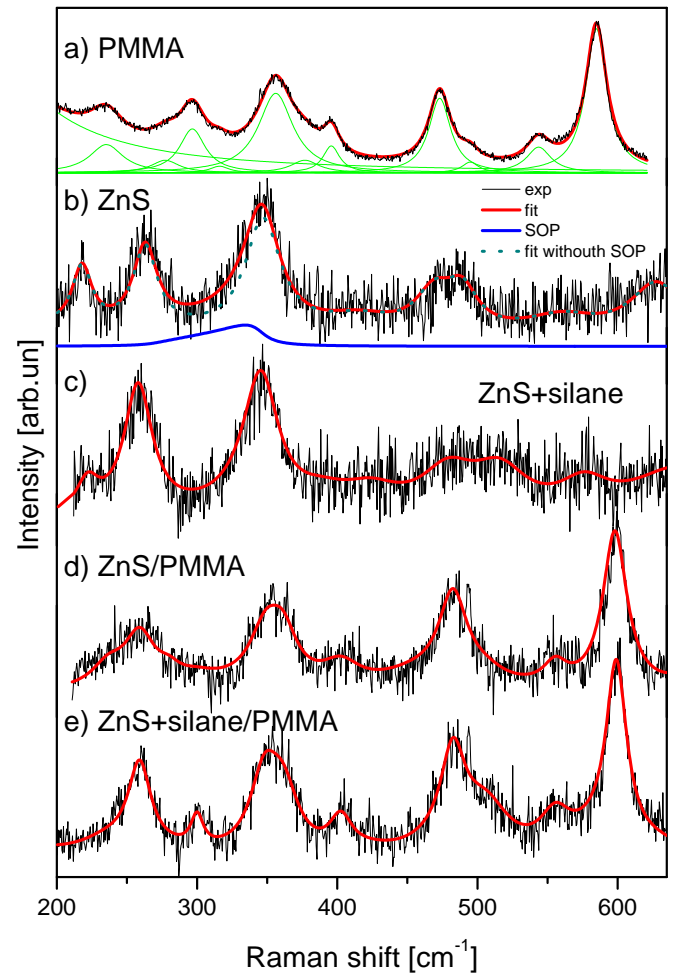 a) PMMA
b) ZnS
exp
fit
SOP
fit withouth SOP
c)
ZnS+silane
d) ZnS/PMMA
e) ZnS+silane/PMMA
Intensity [arb.un]
200 300 400 500 600
Raman shift [cm⁻¹]